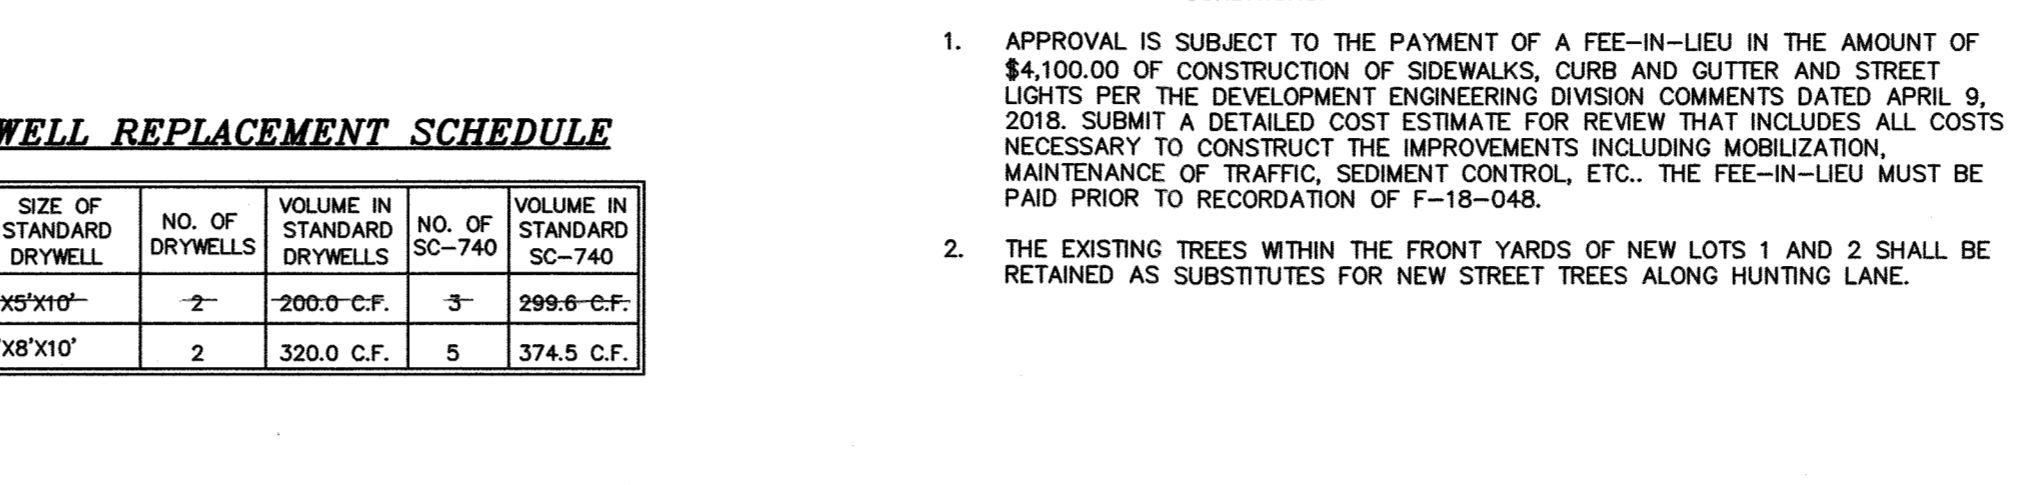 WELL REPLACEMENT SCHEDULE
SIZE OF STANDARD DRYWELL NO. OF DRYWELLS VOLUME IN STANDARD DRYWELLS NO. OF SC-740 VOLUME IN STANDARD SC-740
X5'X10' 2 200.0 C.F. 3 299.6 C.F.
'X8'X10' 2 320.0 C.F. 5 374.5 C.F.
1. APPROVAL IS SUBJECT TO THE PAYMENT OF A FEE-IN-LIEU IN THE AMOUNT OF
$4,100.00 OF CONSTRUCTION OF SIDEWALKS, CURB AND GUTTER AND STREET
LIGHTS PER THE DEVELOPMENT ENGINEERING DIVISION COMMENTS DATED APRIL 9,
2018. SUBMIT A DETAILED COST ESTIMATE FOR REVIEW THAT INCLUDES ALL COSTS
NECESSARY TO CONSTRUCT THE IMPROVEMENTS INCLUDING MOBILIZATION,
MAINTENANCE OF TRAFFIC, SEDIMENT CONTROL, ETC.. THE FEE-IN-LIEU MUST BE
PAID PRIOR TO RECORDATION OF F-18-048.
2. THE EXISTING TREES WITHIN THE FRONT YARDS OF NEW LOTS 1 AND 2 SHALL BE
RETAINED AS SUBSTITUTES FOR NEW STREET TREES ALONG HUNTING LANE.